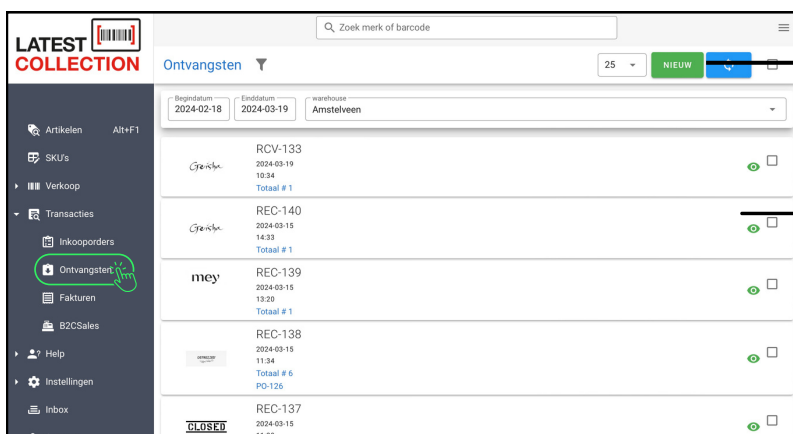 LATEST
COLLECTION
Zoek merk of barcode
Ontvangsten
25
NIEUW
Begindatum
2024-02-18
Einddatum
2024-03-19
warehouse
Amstelveen
Artikelen Alt+F1
SKU's
Verkoop
Transacties
Inkooporders
Ontvangsten
Fakturen
B2CSales
Help
Instellingen
Inbox
Greisha
RCV-133
2024-03-19
10:34
Totaal # 1
Greisha
REC-140
2024-03-15
14:33
Totaal # 1
mey
REC-139
2024-03-15
13:20
Totaal # 1
REC-138
2024-03-15
11:34
Totaal # 6
PO-126
CLOSED
REC-137
2024-03-15